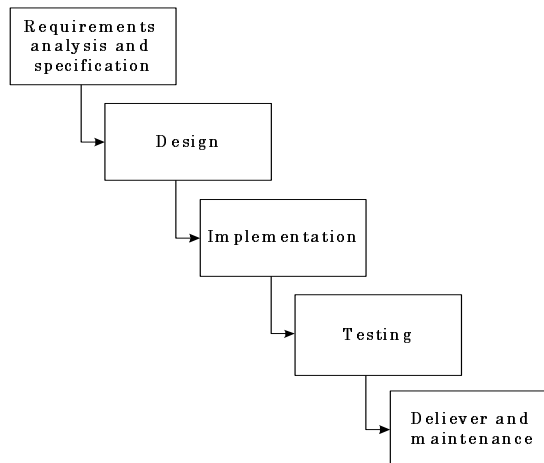 Requirements
analysis and
specification
Design
Implementation
Testing
Deliever and
maintenance